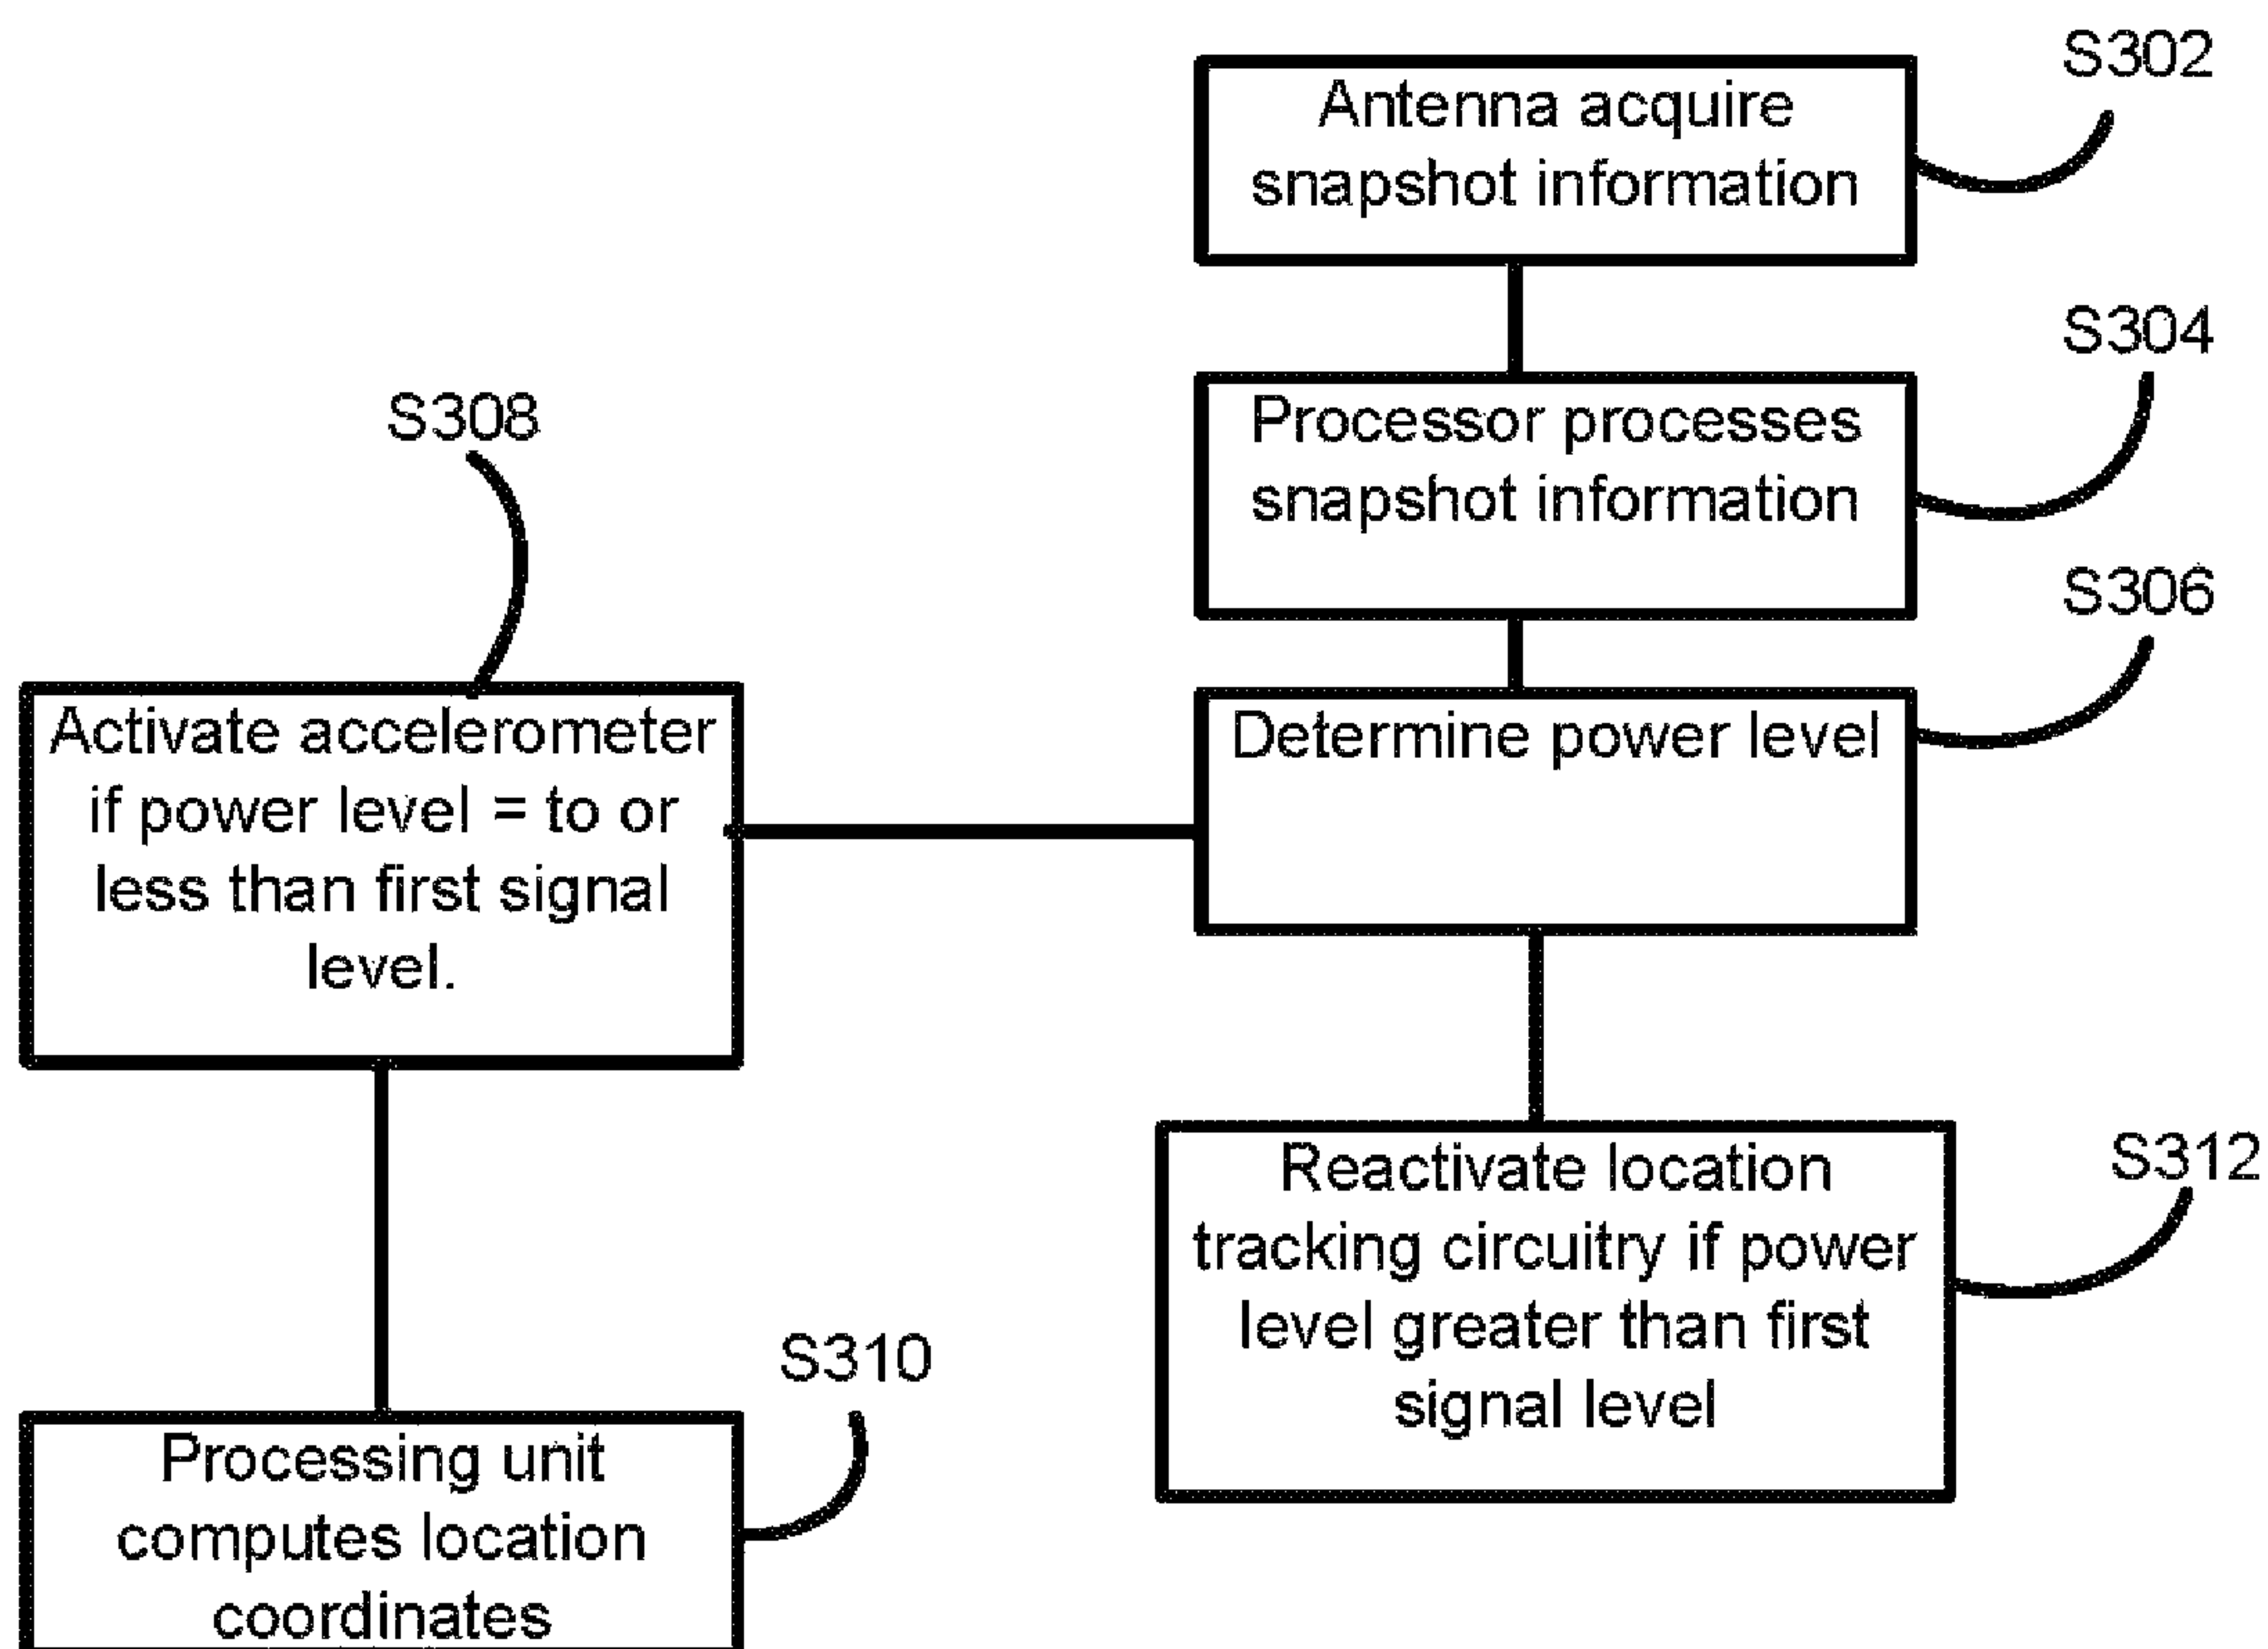 S302
Antenna acquire
snapshot information
S304
Processor processes
snapshot information
S306
Determine power level
S308
Activate accelerometer
if power level = to or
less than first signal
level.
S310
Processing unit
computes location
coordinates
S312
Reactivate location
tracking circuitry if power
level greater than first
signal level